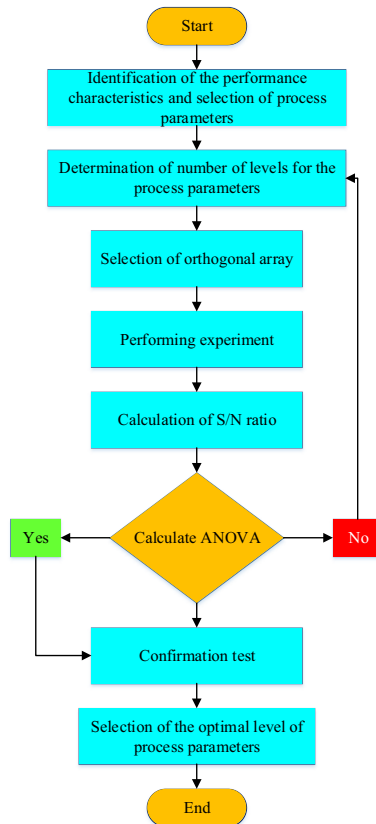 Start
Identification of the performance
characteristics and selection of process
parameters
Determination of number of levels for the
process parameters
Selection of orthogonal array
Performing experiment
Calculation of S/N ratio
Yes
Calculate ANOVA
No
Confirmation test
Selection of the optimal level of
process parameters
End